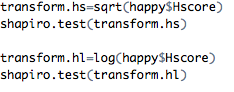 transform.hs=sqrt(happy$Hscore)
shapiro.test(transform.hs)
transform.hl=log(happy$Hscore)
shapiro.test(transform.hl)